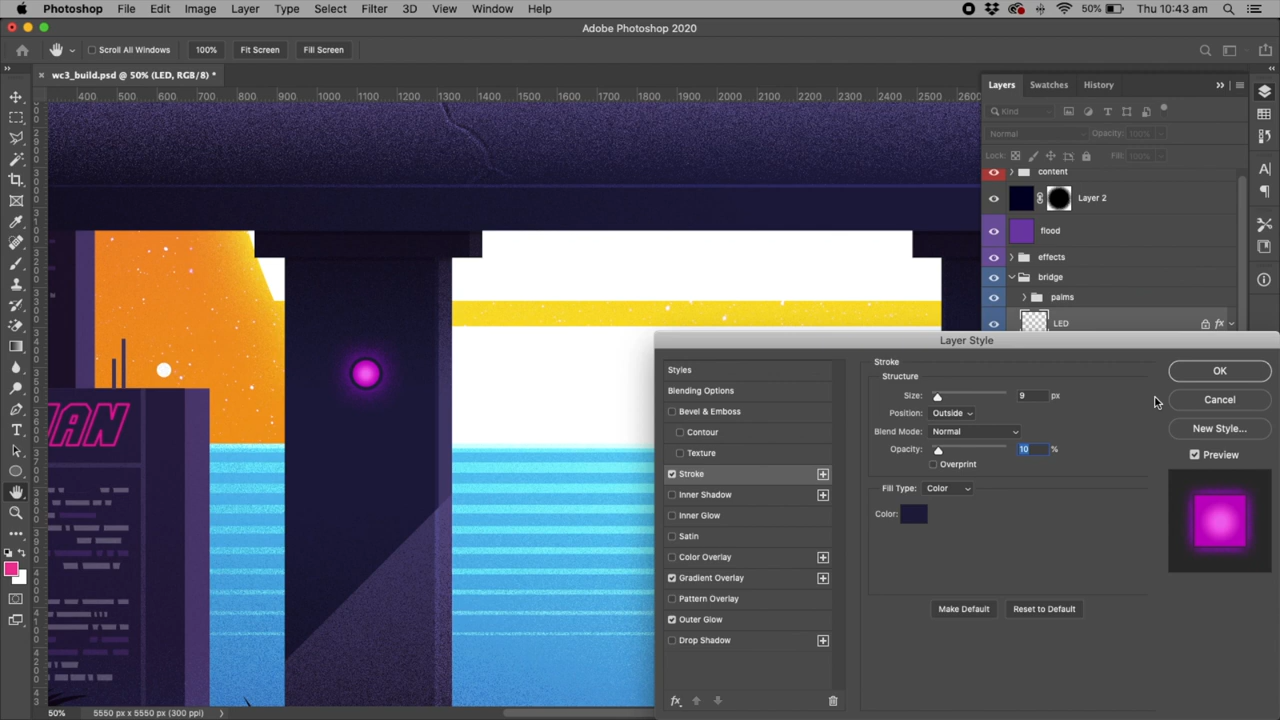 Photoshop File Edit Image Layer Type Select Filter 3D View Window Help 50% Thu 10:43 am
Adobe Photoshop 2020
Scroll All Windows 100% Fit Screen Fill Screen
wc3_build.psd @ 50% (LED, RGB/8) *
400 500 600 700 800 900 1000 1100 1200 1300 1400 1500 1600 1700 1800 1900 2000 2100 2200 2300 2400 2500 2600
Layers Swatches History
Kind
Normal Opacity: 100%
Lock: Fill: 100%
content
Layer 2
flood
effects
bridge
palms
LED fx
Layer Style
Styles
Blending Options
Bevel & Emboss
Contour
Texture
Stroke
Inner Shadow
Inner Glow
Satin
Color Overlay
Gradient Overlay
Pattern Overlay
Outer Glow
Drop Shadow
fx
Stroke
Structure
Size: 9 px
Position: Outside
Blend Mode: Normal
Opacity: 10 %
Overprint
Fill Type: Color
Color:
Make Default Reset to Default
OK
Cancel
New Style...
Preview
50% 5550 px x 5550 px (300 ppi)